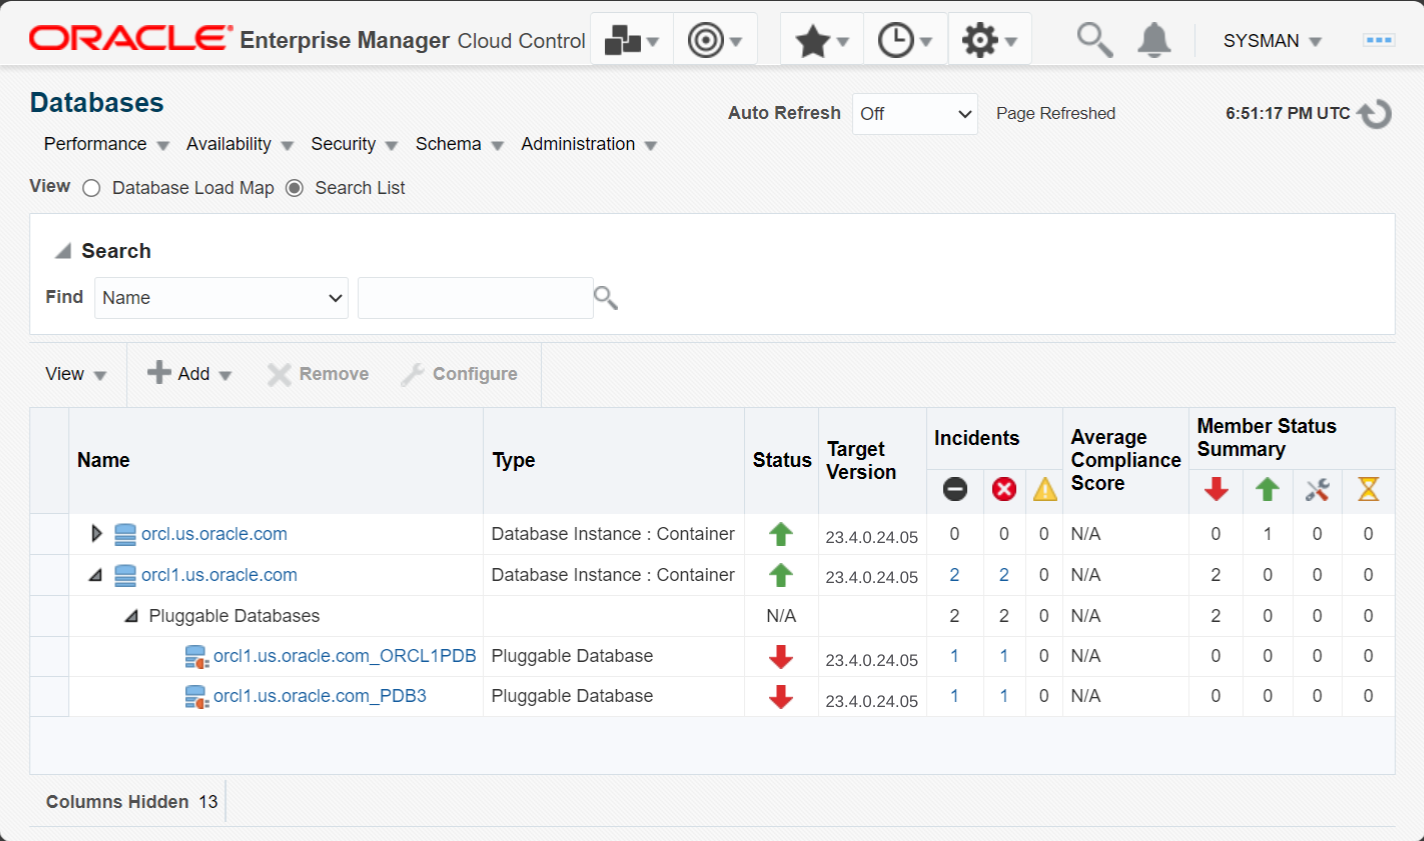 ORACLE Enterprise Manager Cloud Control SYSMAN
Databases
Auto Refresh Off Page Refreshed 6:51:17 PM UTC
Performance Availability Security Schema Administration
View Database Load Map Search List
Search
Find Name
View Add Remove Configure
Name Type Status Target Version Incidents Average Compliance Score Member Status Summary
orcl.us.oracle.com Database Instance : Container 23.4.0.24.05 0 0 0 N/A 0 1 0 0
orcl1.us.oracle.com Database Instance : Container 23.4.0.24.05 2 2 0 N/A 2 0 0 0
Pluggable Databases N/A 2 2 0 N/A 2 0 0 0
orcl1.us.oracle.com_ORCL1PDB Pluggable Database 23.4.0.24.05 1 1 0 N/A 0 0 0 0
orcl1.us.oracle.com_PDB3 Pluggable Database 23.4.0.24.05 1 1 0 N/A 0 0 0 0
Columns Hidden 13